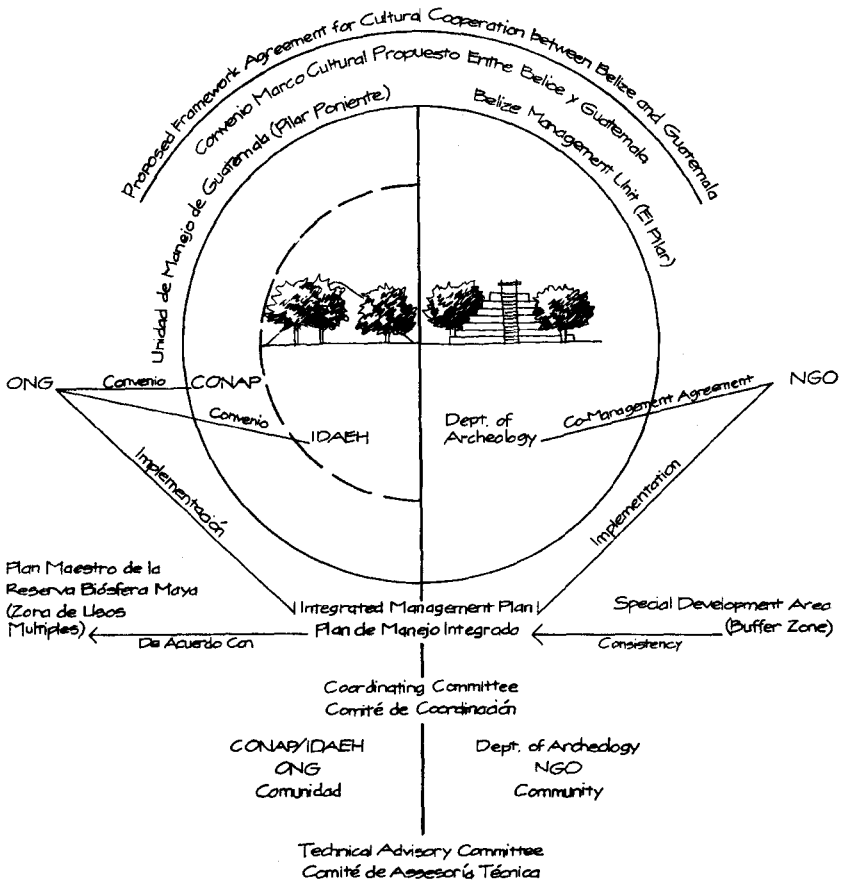 Proposed Framework Agreement for Cultural Cooperation between Belize and Guatemala
Convenio Marco Cultural Propuesto Entre Belice y Guatemala
Unidad de Manejo de Guatemala (Pilar Poniente)
Belize Management Unit (El Pilar)
ONG
Convenio
CONAP
Convenio
IDAEH
Dept. of
Archeology
Co-Management Agreement
NGO
Implementación
Implementation
Plan Maestro de la
Reserva Biósfera Maya
(Zona de Usos
Multiples)
De Acuerdo Con
Integrated Management Plan
Plan de Manejo Integrado
Special Development Area
(Buffer Zone)
Consistency
Coordinating Committee
Comité de Coordinación
CONAP/IDAEH
ONG
Comunidad
Dept. of Archeology
NGO
Community
Technical Advisory Committee
Comité de Assesoría Técnica